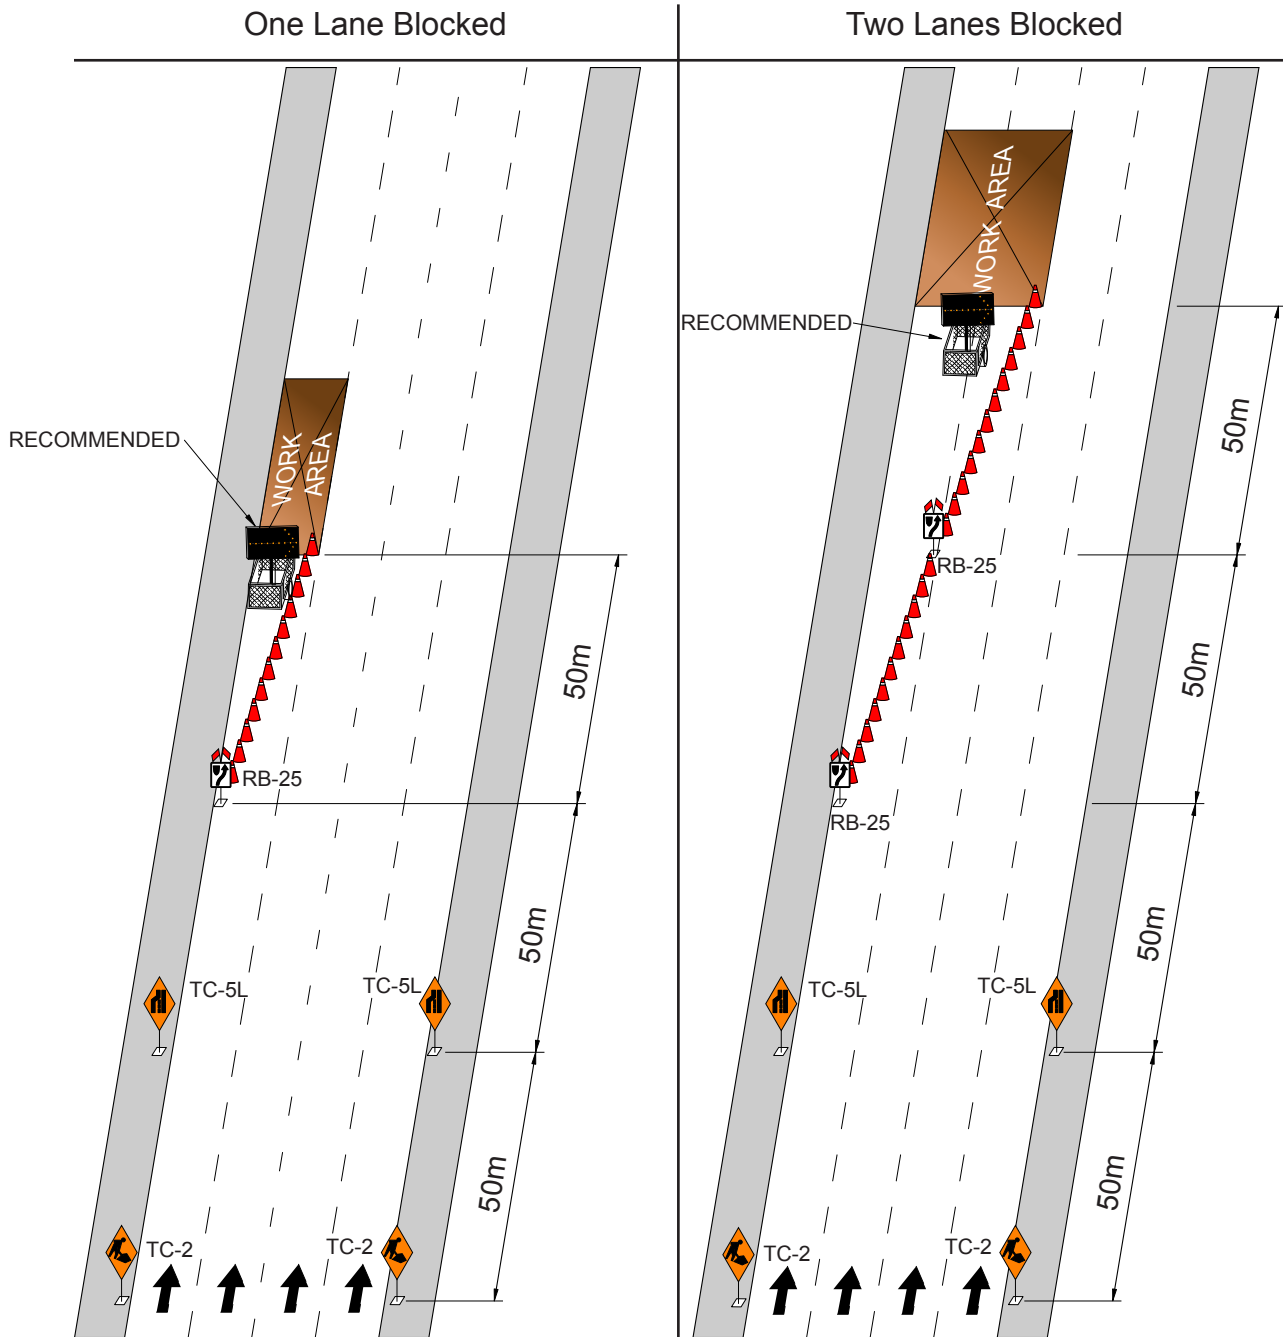 One Lane Blocked
RECOMMENDED
WORK
AREA
50m
RB-25
50m
TC-5L
TC-5L
50m
TC-2
TC-2
Two Lanes Blocked
WORK AREA
RECOMMENDED
50m
RB-25
50m
RB-25
50m
TC-5L
TC-5L
50m
TC-2
TC-2